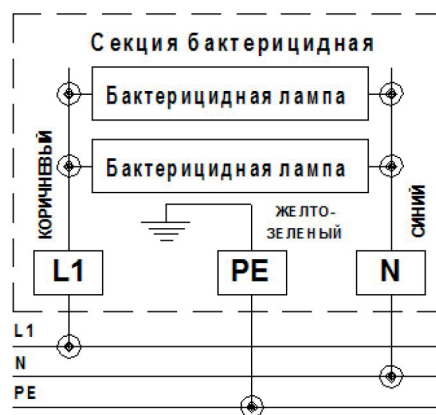 Секция бактерицидная
Бактерицидная лампа
Бактерицидная лампа
КОРИЧНЕВЫЙ
ЖЕЛТО-
ЗЕЛЕНЫЙ
СИНИЙ
L1
PE
N
L1
N
PE